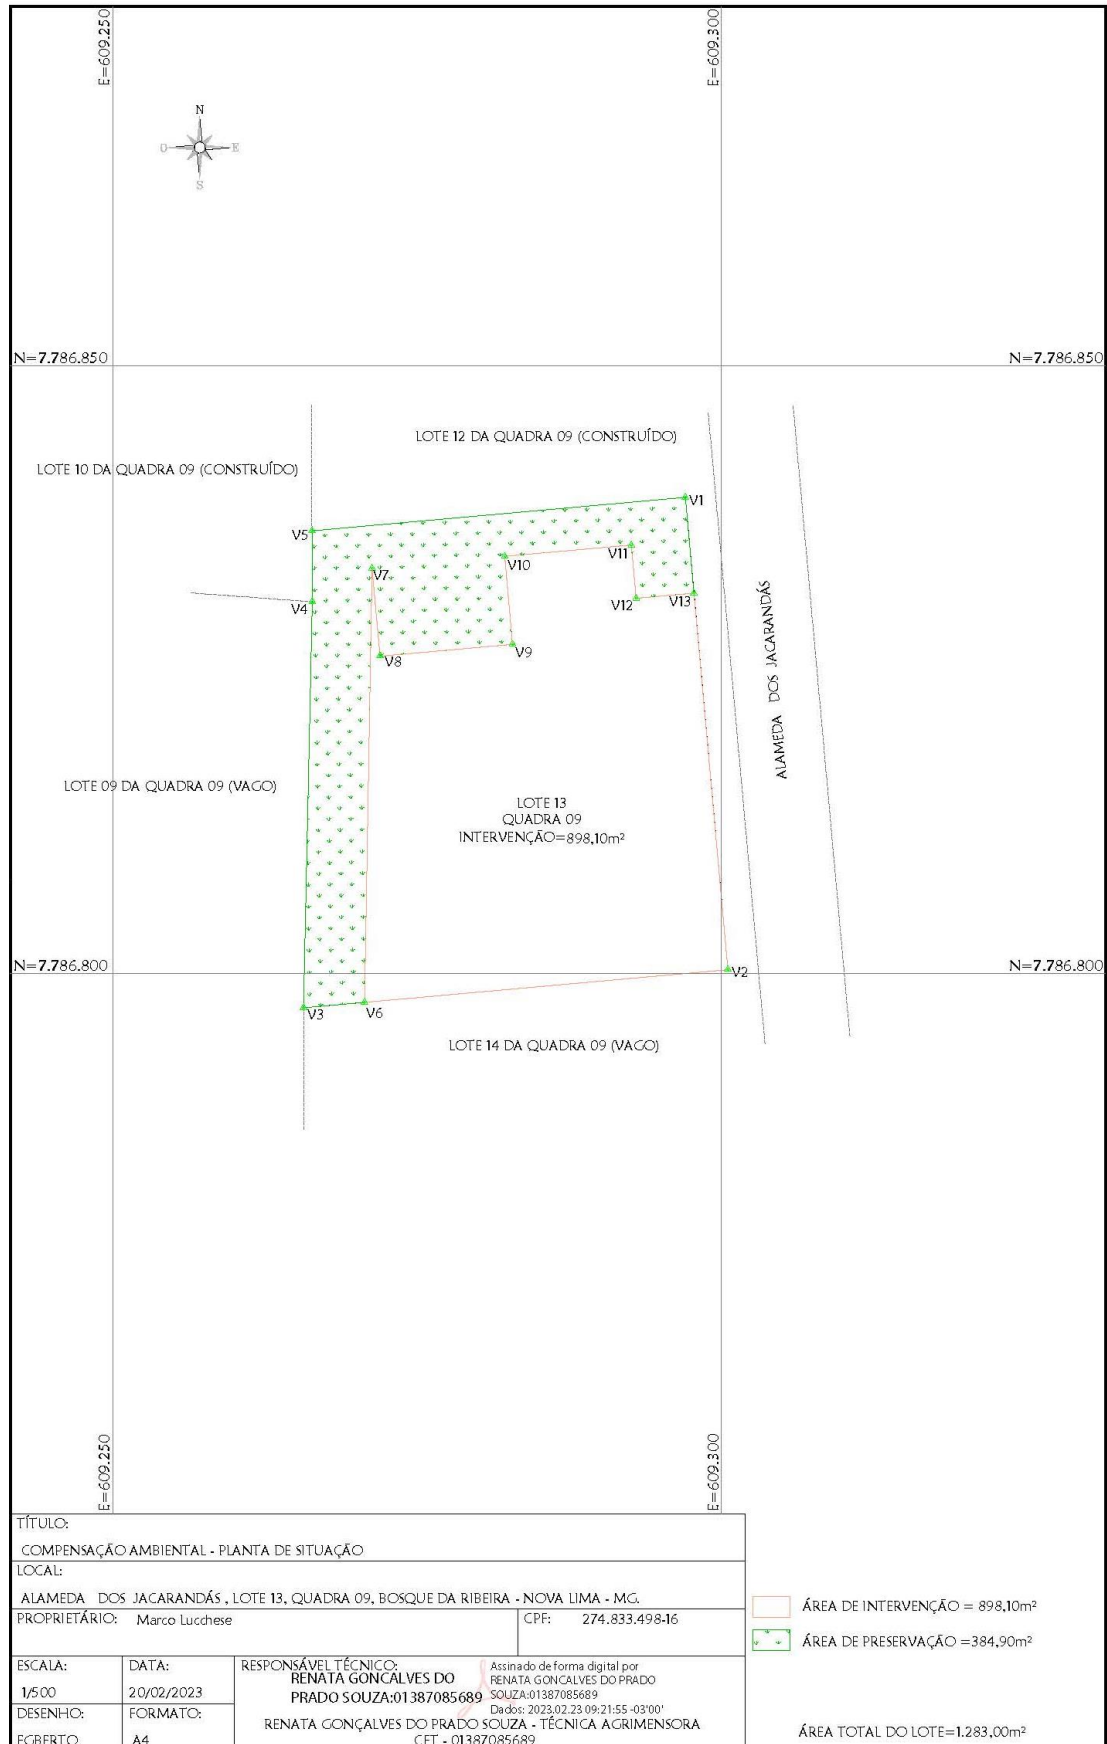 E=609.250
E=609.300
N
O
E
S
N=7.786.850
N=7.786.850
LOTE 12 DA QUADRA 09 (CONSTRUÍDO)
LOTE 10 DA QUADRA 09 (CONSTRUÍDO)
V1
V5
V11
V10
V7
V4
V12
V13
V9
V8
ALAMEDA DOS JACARANDÁS
LOTE 09 DA QUADRA 09 (VAGO)
LOTE 13
QUADRA 09
INTERVENÇÃO=898,10m²
N=7.786.800
N=7.786.800
V2
V3
V6
LOTE 14 DA QUADRA 09 (VAGO)
E=609.250
E=609.300
TÍTULO:
COMPENSAÇÃO AMBIENTAL - PLANTA DE SITUAÇÃO
LOCAL:
ALAMEDA DOS JACARANDÁS , LOTE 13, QUADRA 09, BOSQUE DA RIBEIRA - NOVA LIMA - MG.
PROPRIETÁRIO: Marco Lucchese
CPF: 274.833.498-16
ÁREA DE INTERVENÇÃO = 898,10m²
ÁREA DE PRESERVAÇÃO =384,90m²
ESCALA:
1/500
DATA:
20/02/2023
RESPONSÁVEL TÉCNICO:
RENATA GONCALVES DO
PRADO SOUZA:01387085689
Assinado de forma digital por
RENATA GONCALVES DO PRADO
SOUZA:01387085689
Dados: 2023.02.23 09:21:55 -03'00'
DESENHO:
EGBERTO
FORMATO:
A4
RENATA GONÇALVES DO PRADO SOUZA - TÉCNICA AGRIMENSORA
CFT - 01387085689
ÁREA TOTAL DO LOTE=1.283,00m²